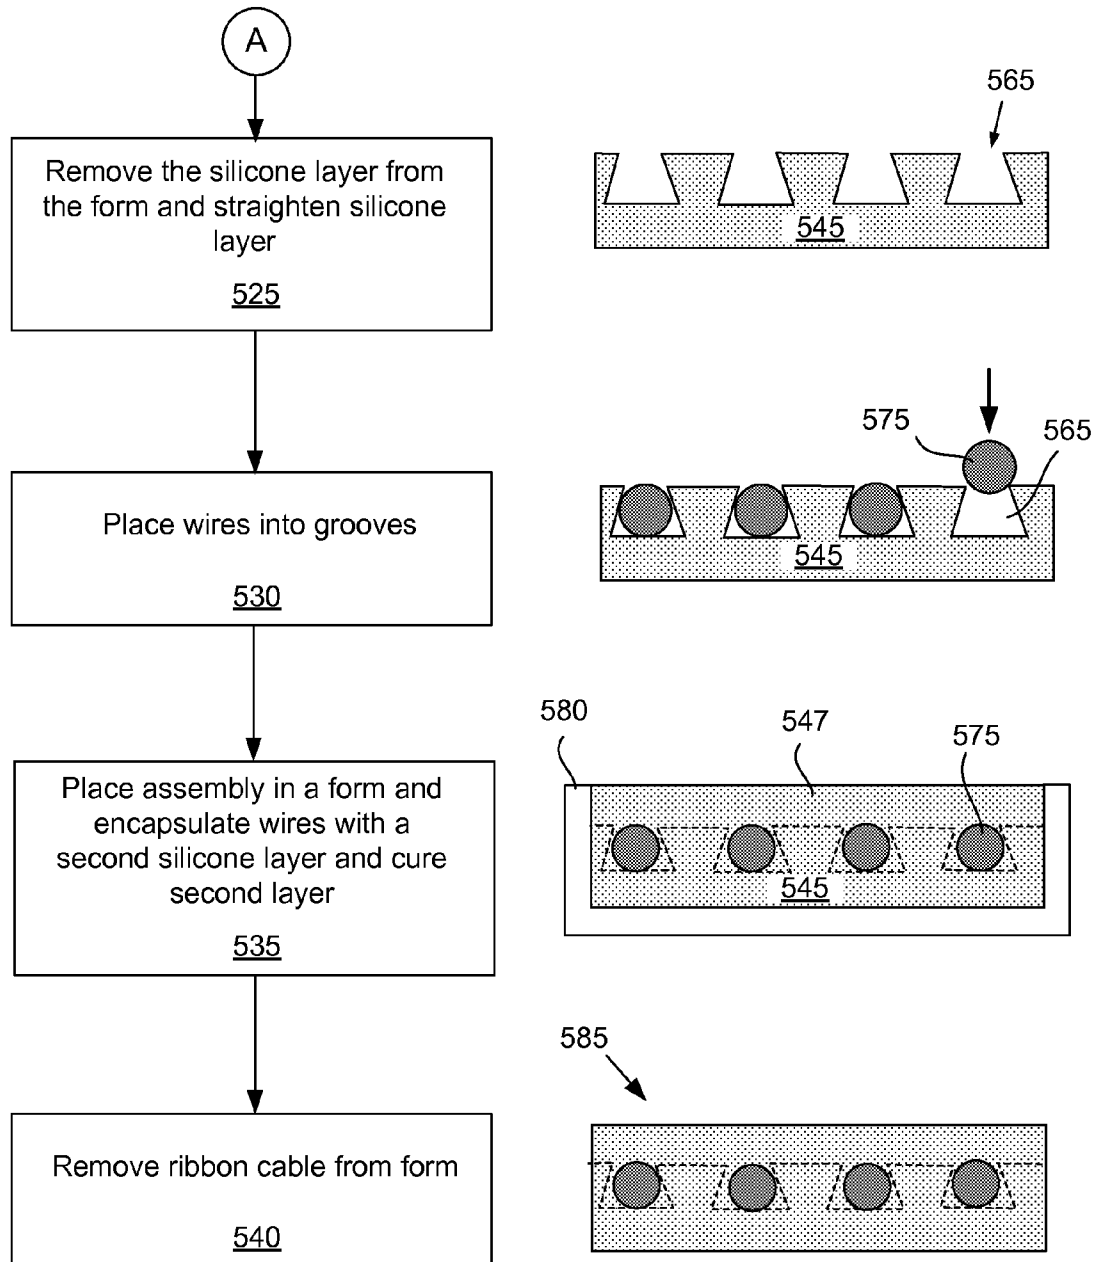 A
565
Remove the silicone layer from
the form and straighten silicone
layer
525
545
575
565
Place wires into grooves
530
545
580
547
575
Place assembly in a form and
encapsulate wires with a
second silicone layer and cure
second layer
535
545
585
Remove ribbon cable from form
540